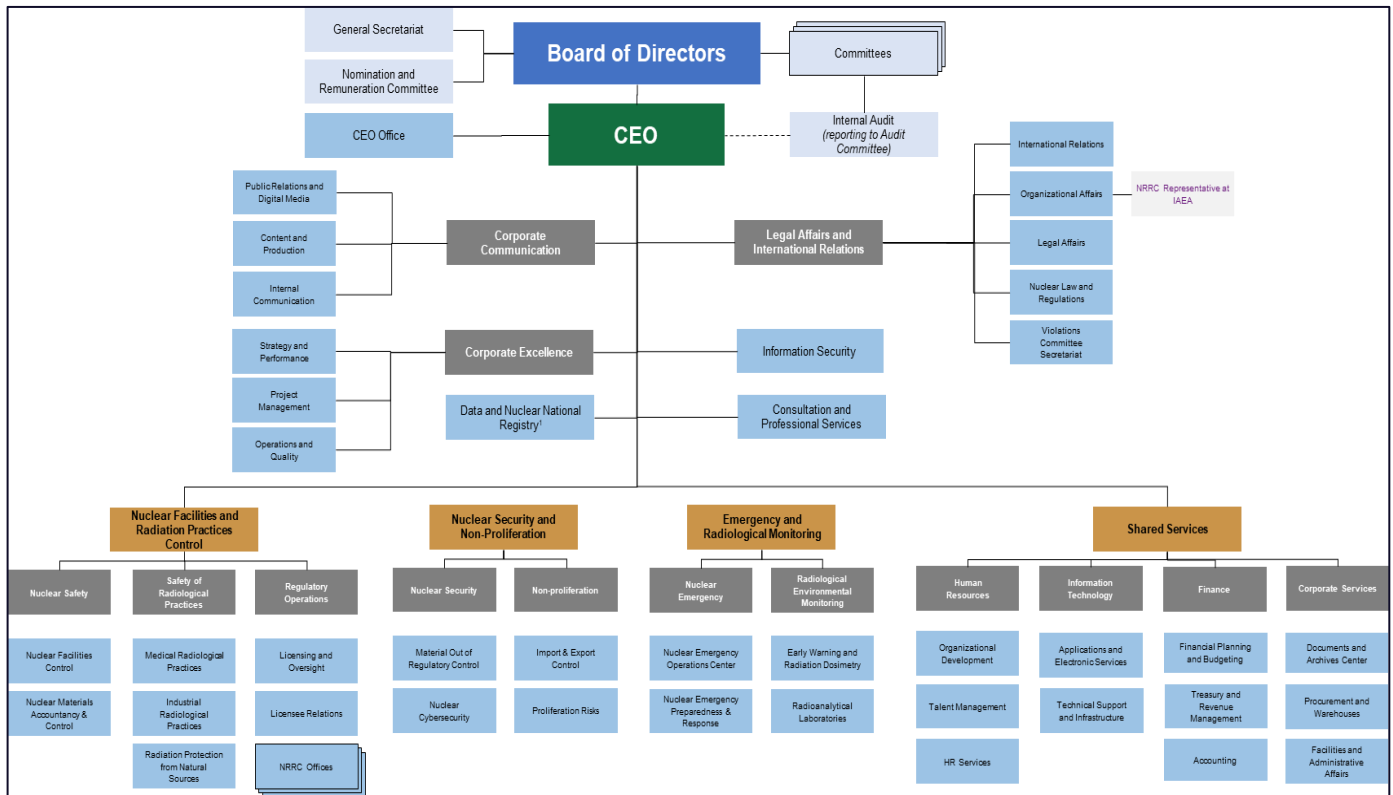 General Secretariat
Board of Directors
Committees
Nomination and
Remuneration Committee
CEO Office
CEO
Internal Audit
(reporting to Audit
Committee)
International Relations
Public Relations and
Digital Media
Organizational Affairs
NRRC Representative at
IAEA
Content and
Production
Corporate
Communication
Legal Affairs and
International Relations
Legal Affairs
Internal
Communication
Nuclear Law and
Regulations
Strategy and
Performance
Corporate Excellence
Information Security
Violations
Committee
Secretariat
Project
Management
Data and Nuclear National
Registry¹
Consultation and
Professional Services
Operations and
Quality
Nuclear Facilities and
Radiation Practices
Control
Nuclear Security and
Non-Proliferation
Emergency and
Radiological Monitoring
Shared Services
Nuclear Safety
Safety of
Radiological
Practices
Regulatory
Operations
Nuclear Security
Non-proliferation
Nuclear
Emergency
Radiological
Environmental
Monitoring
Human
Resources
Information
Technology
Finance
Corporate Services
Nuclear Facilities
Control
Medical Radiological
Practices
Licensing and
Oversight
Material Out of
Regulatory Control
Import & Export
Control
Nuclear Emergency
Operations Center
Early Warning and
Radiation Dosimetry
Organizational
Development
Applications and
Electronic Services
Financial Planning
and Budgeting
Documents and
Archives Center
Nuclear Materials
Accountancy &
Control
Industrial
Radiological
Practices
Licensee Relations
Nuclear
Cybersecurity
Proliferation Risks
Nuclear Emergency
Preparedness &
Response
Radioanalytical
Laboratories
Talent Management
Technical Support
and Infrastructure
Treasury and
Revenue
Management
Procurement and
Warehouses
Radiation Protection
from Natural
Sources
NRRC Offices
HR Services
Accounting
Facilities and
Administrative
Affairs